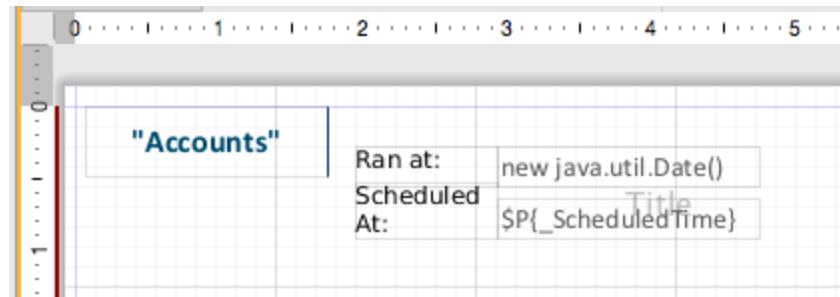 0 1 2 3 4 5
0
"Accounts"
Ran at:
new java.util.Date()
Title
Scheduled
At:
$P{_ScheduledTime}
1